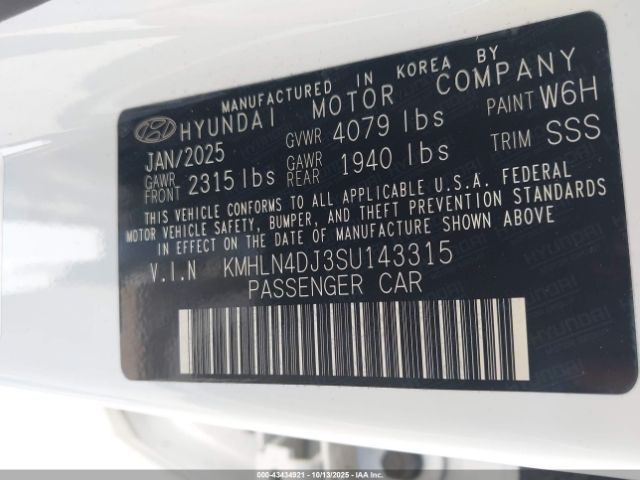 MANUFACTURED IN KOREA BY
HYUNDAI MOTOR COMPANY
JAN/2025 GVWR 4079 lbs PAINT W6H
GAWR FRONT 2315 lbs GAWR REAR 1940 lbs TRIM SSS
THIS VEHICLE CONFORMS TO ALL APPLICABLE U.S.A. FEDERAL
MOTOR VEHICLE SAFETY, BUMPER, AND THEFT PREVENTION STANDARDS
IN EFFECT ON THE DATE OF MANUFACTURE SHOWN ABOVE
V.I.N KMHLN4DJ3SU143315
PASSENGER CAR
000-43434921 | 10/13/2025 | Copart